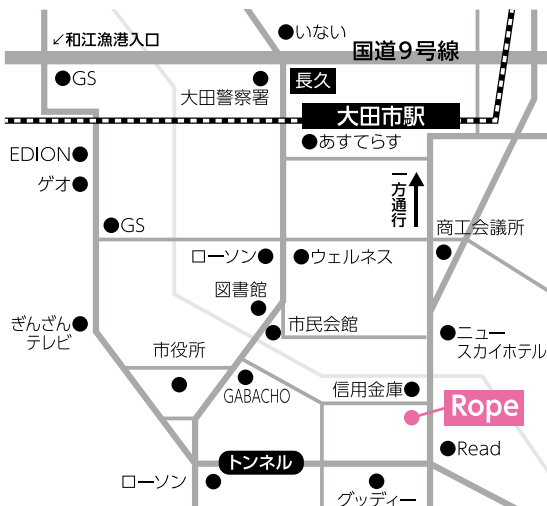 いない
↙和江漁港入口
国道9号線
GS
大田警察署
長久
大田市駅
あすてらす
EDION
ゲオ
一方通行
GS
商工会議所
ローソン
ウェルネス
図書館
ぎんざん
テレビ
市民会館
ニュー
スカイホテル
市役所
GABACHO
信用金庫
Rope
トンネル
Read
ローソン
グッディー